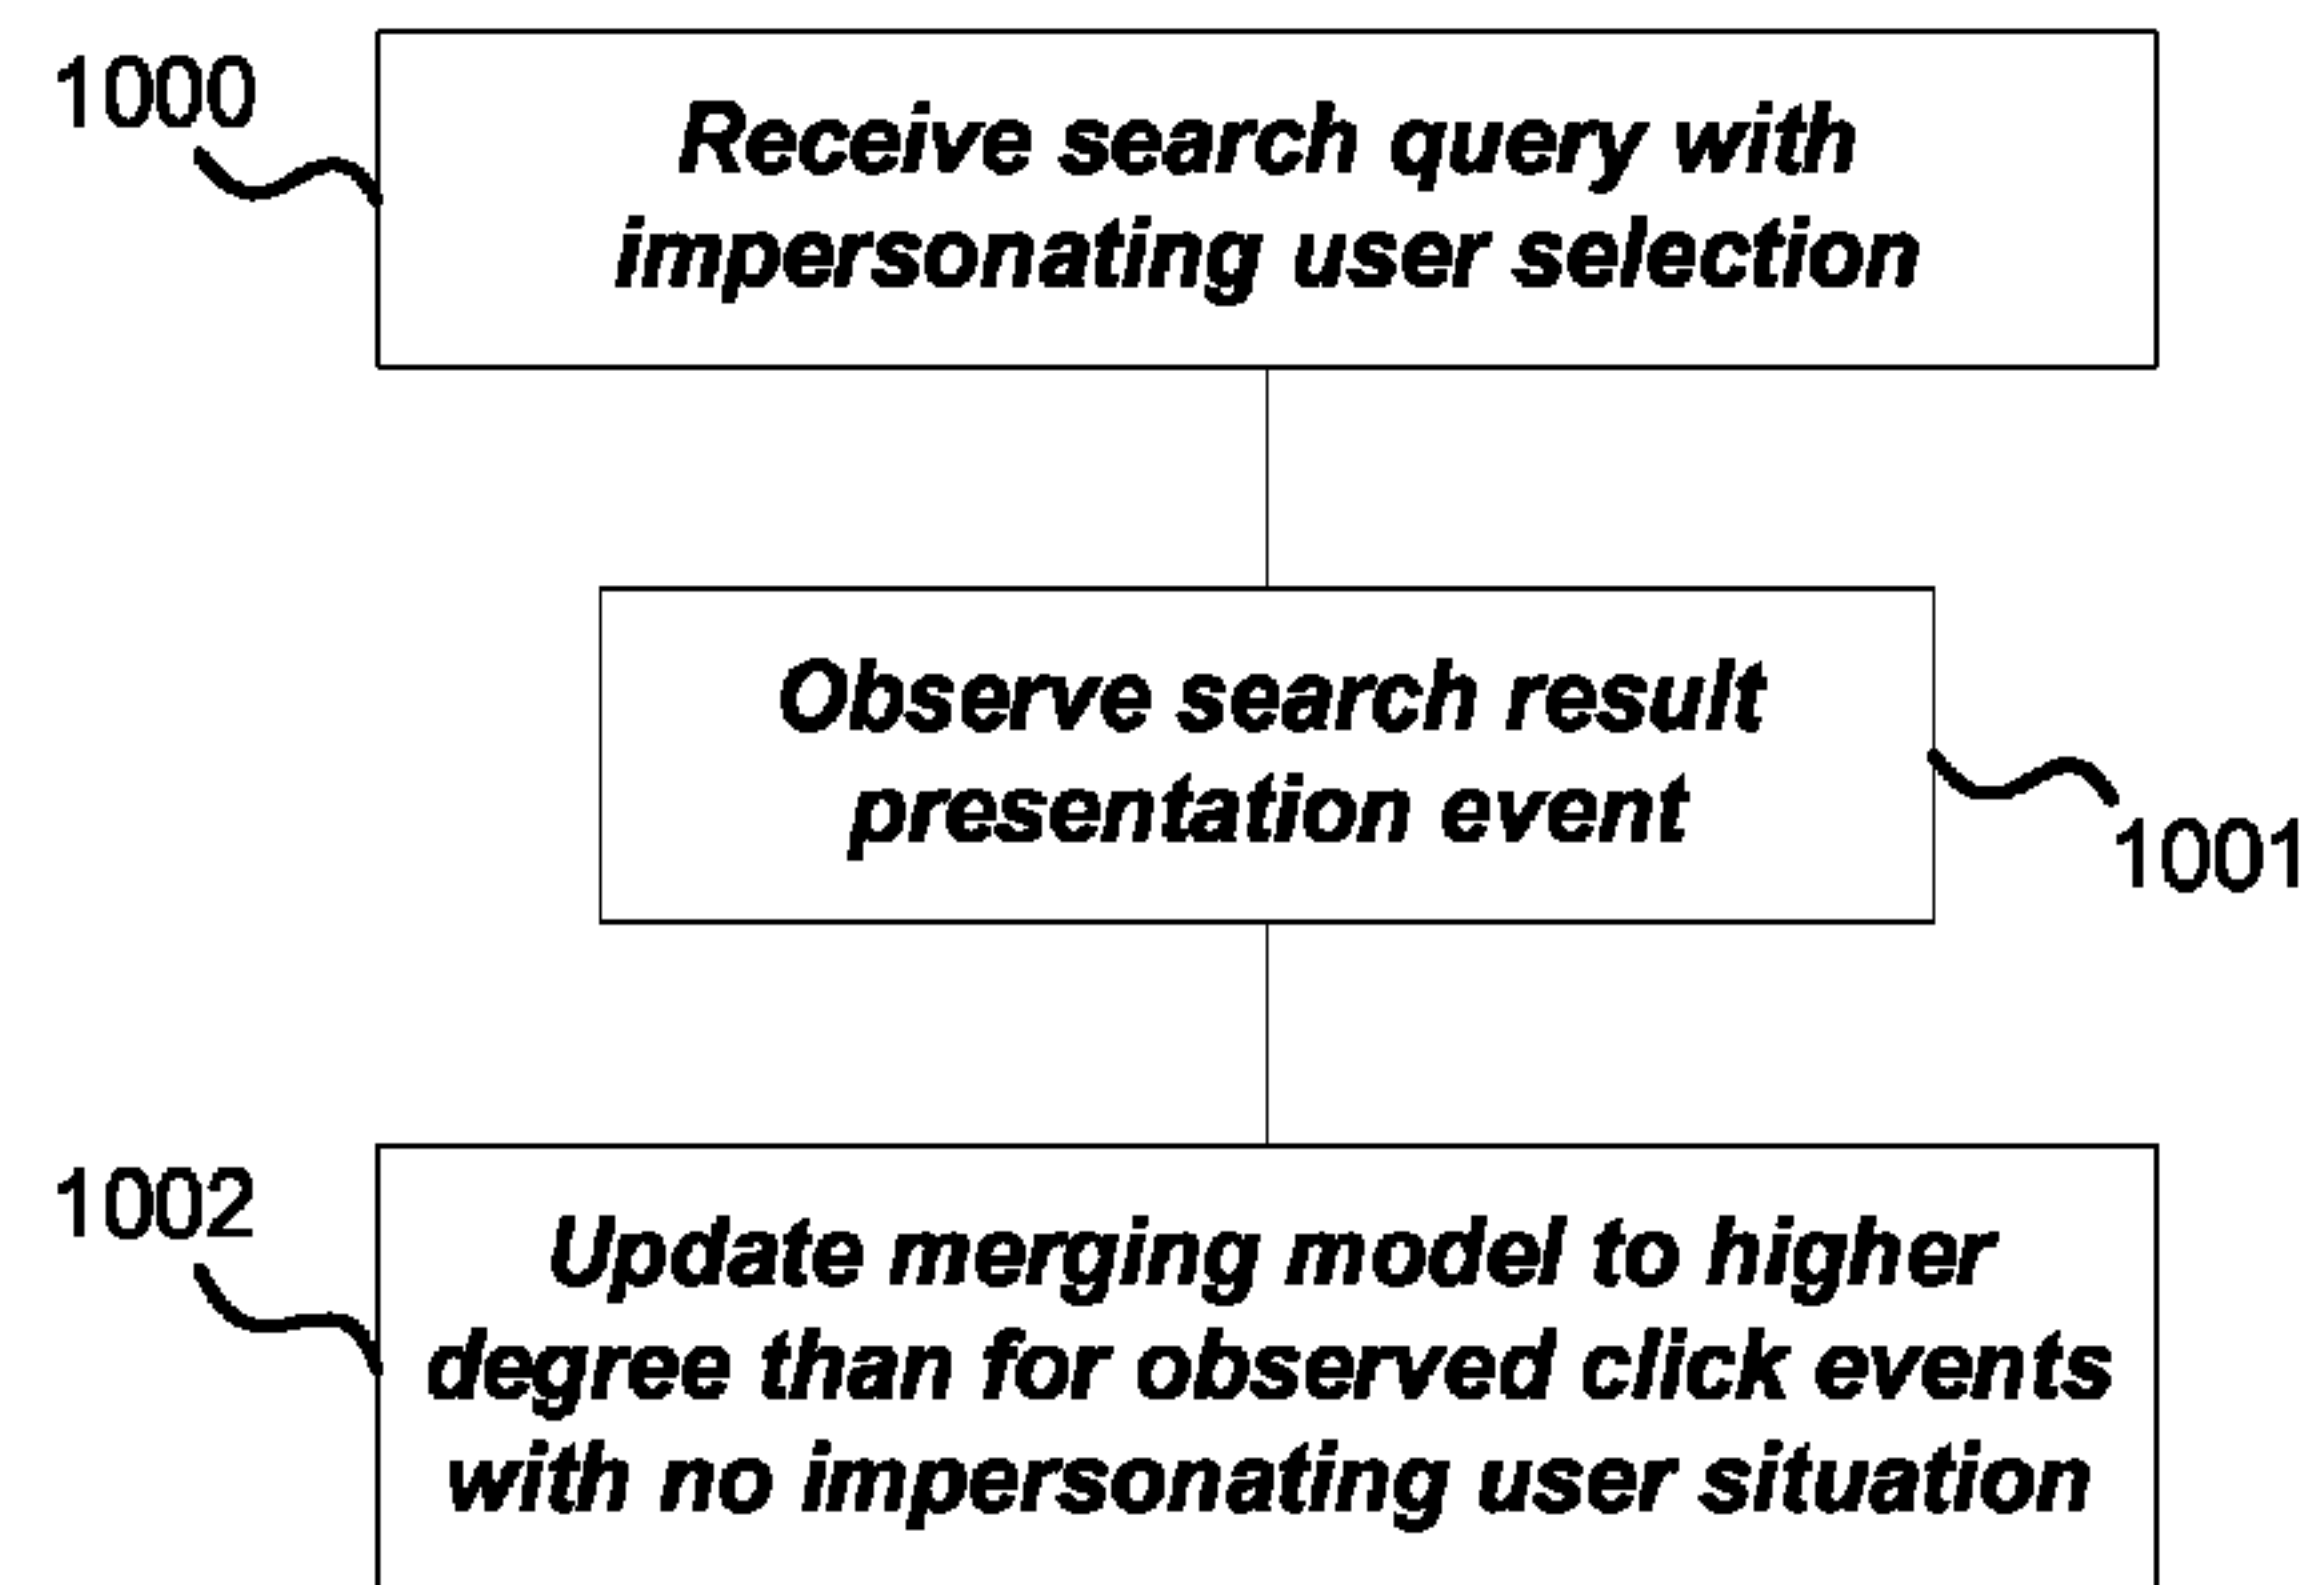 1000
Receive search query with
impersonating user selection
Observe search result
presentation event
1001
1002
Update merging model to higher
degree than for observed click events
with no impersonating user situation